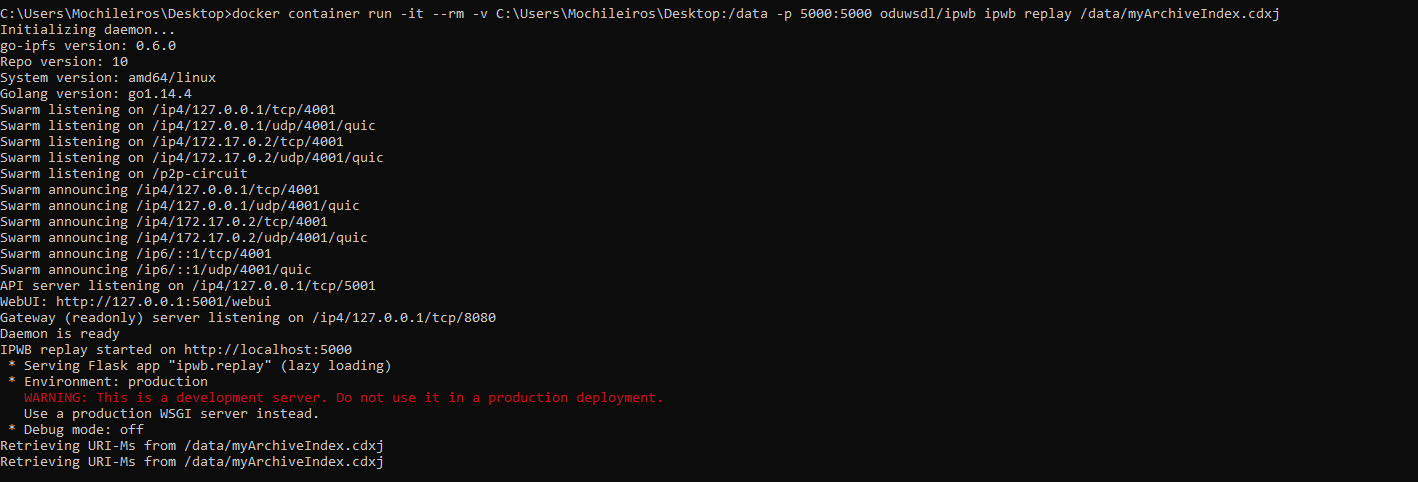 C:\Users\Mochileiros\Desktop>docker container run -it --rm -v C:\Users\Mochileiros\Desktop:/data -p 5000:5000 oduwsdl/ipwb ipwb replay /data/myArchiveIndex.cdxj
Initializing daemon...
go-ipfs version: 0.6.0
Repo version: 10
System version: amd64/linux
Golang version: go1.14.4
Swarm listening on /ip4/127.0.0.1/tcp/4001
Swarm listening on /ip4/127.0.0.1/udp/4001/quic
Swarm listening on /ip4/172.17.0.2/tcp/4001
Swarm listening on /ip4/172.17.0.2/udp/4001/quic
Swarm listening on /p2p-circuit
Swarm announcing /ip4/127.0.0.1/tcp/4001
Swarm announcing /ip4/127.0.0.1/udp/4001/quic
Swarm announcing /ip4/172.17.0.2/tcp/4001
Swarm announcing /ip4/172.17.0.2/udp/4001/quic
Swarm announcing /ip6/::1/tcp/4001
Swarm announcing /ip6/::1/udp/4001/quic
API server listening on /ip4/127.0.0.1/tcp/5001
WebUI: http://127.0.0.1:5001/webui
Gateway (readonly) server listening on /ip4/127.0.0.1/tcp/8080
Daemon is ready
IPWB replay started on http://localhost:5000
 * Serving Flask app "ipwb.replay" (lazy loading)
 * Environment: production
   WARNING: This is a development server. Do not use it in a production deployment.
   Use a production WSGI server instead.
 * Debug mode: off
Retrieving URI-Ms from /data/myArchiveIndex.cdxj
Retrieving URI-Ms from /data/myArchiveIndex.cdxj